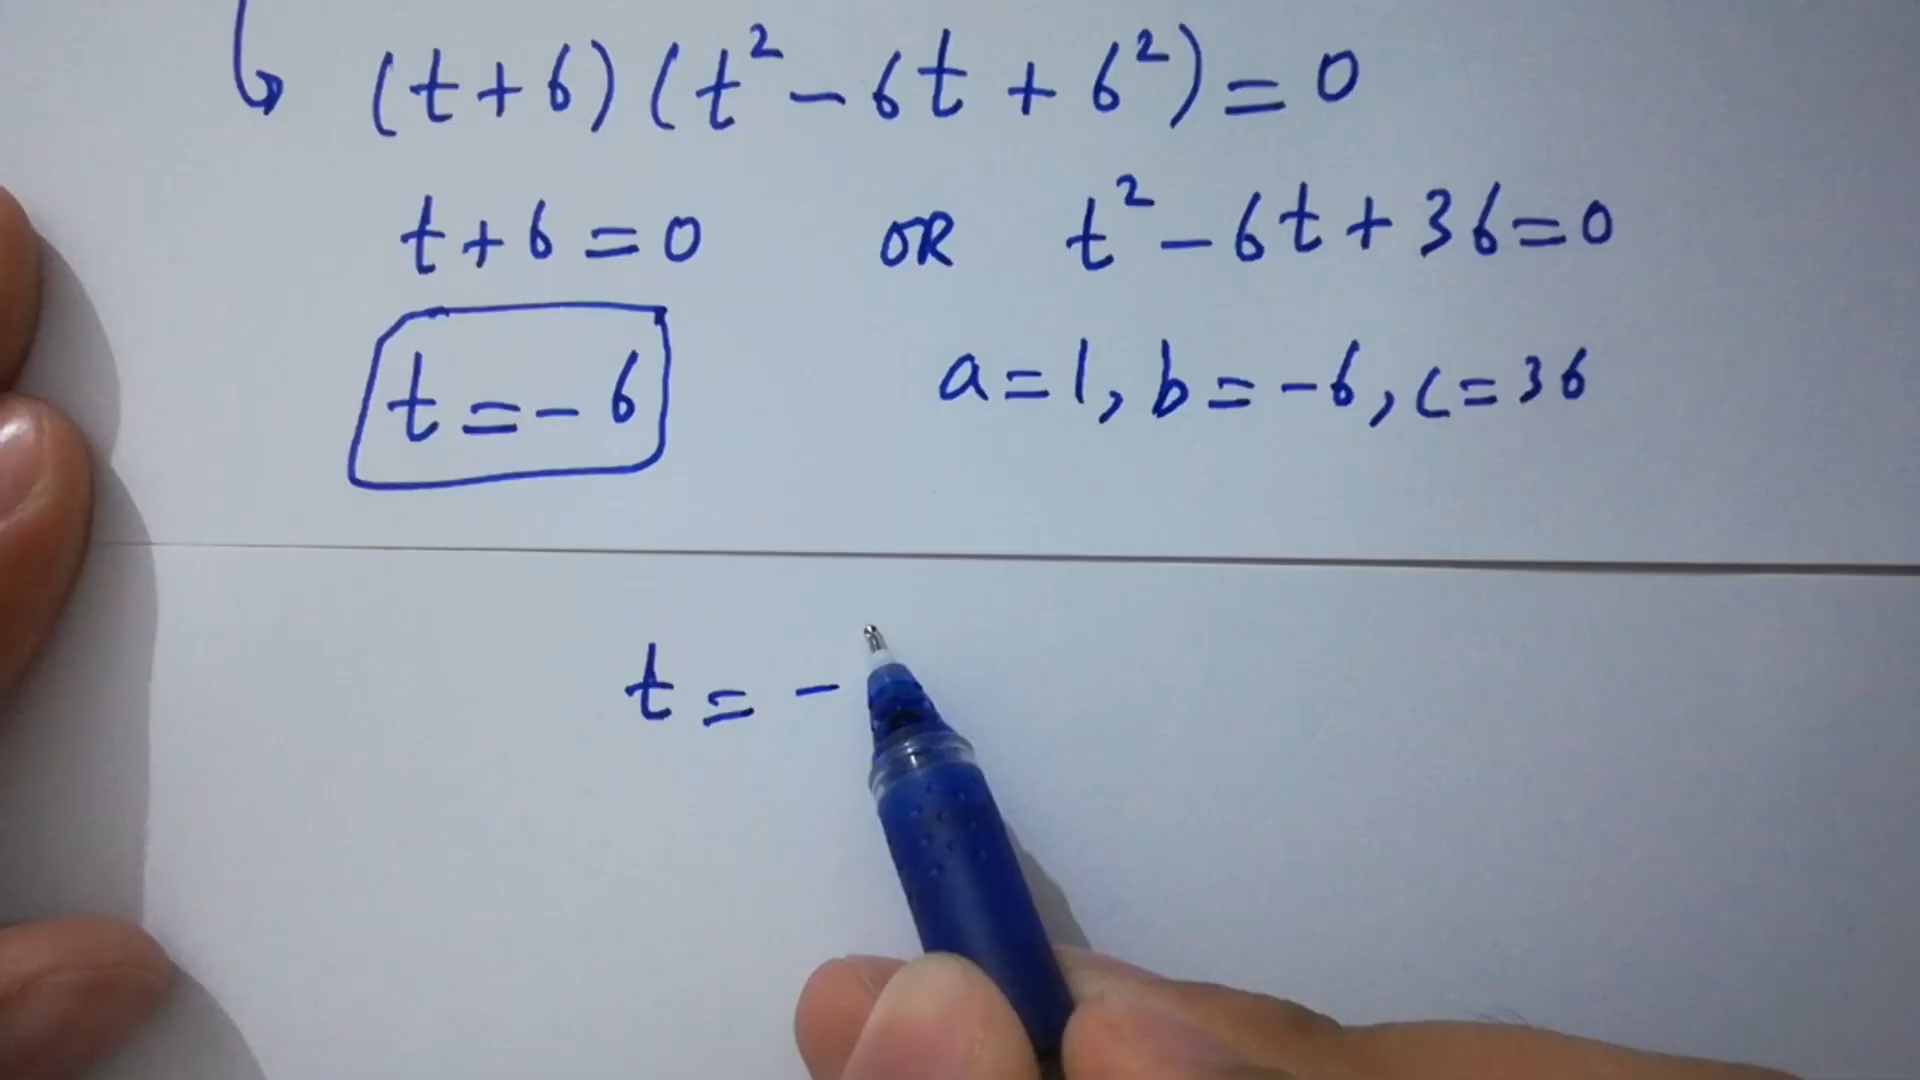 (t+6)(t²-6t+6²)=0
t+6=0 OR t²-6t+36=0
t=-6 a=1, b=-6, c=36
t=-